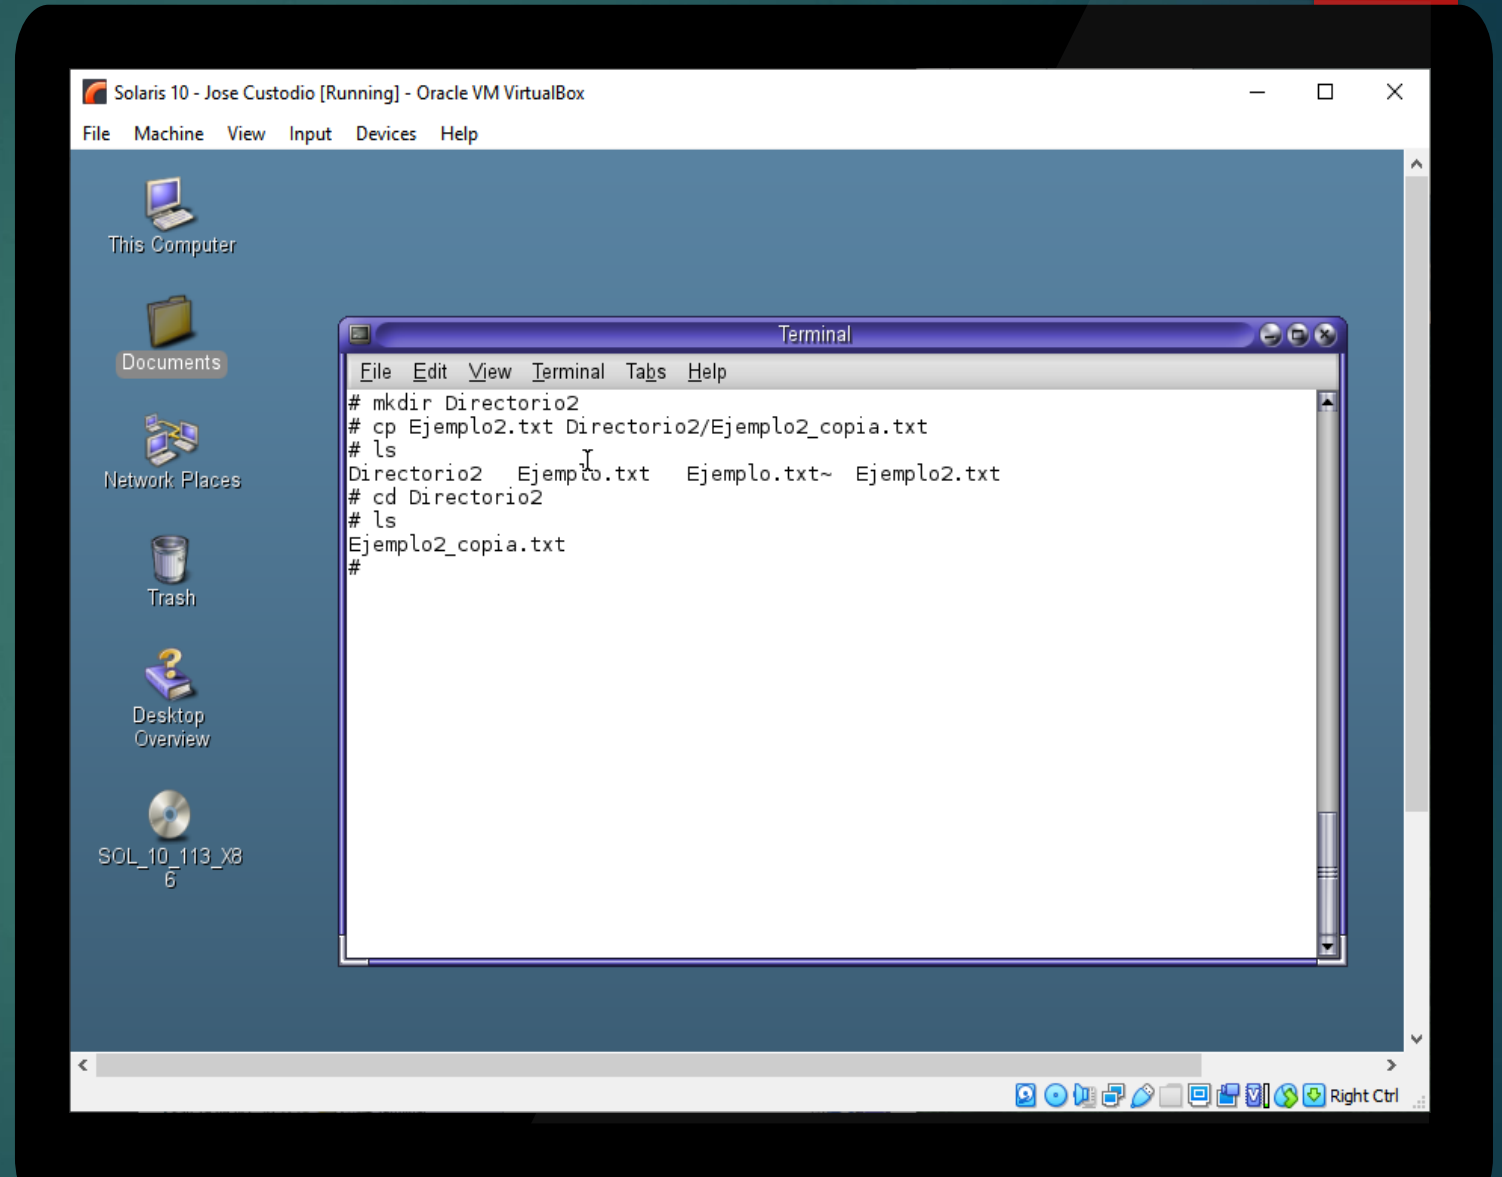 Solaris 10 - Jose Custodio [Running] - Oracle VM VirtualBox
File Machine View Input Devices Help
This Computer
Documents
Network Places
Trash
Desktop
Overview
SOL_10_113_X8
6
Terminal
File Edit View Terminal Tabs Help
# mkdir Directorio2
# cp Ejemplo2.txt Directorio2/Ejemplo2_copia.txt
# ls
Directorio2 Ejemplo.txt Ejemplo.txt~ Ejemplo2.txt
# cd Directorio2
# ls
Ejemplo2_copia.txt
#
Right Ctrl